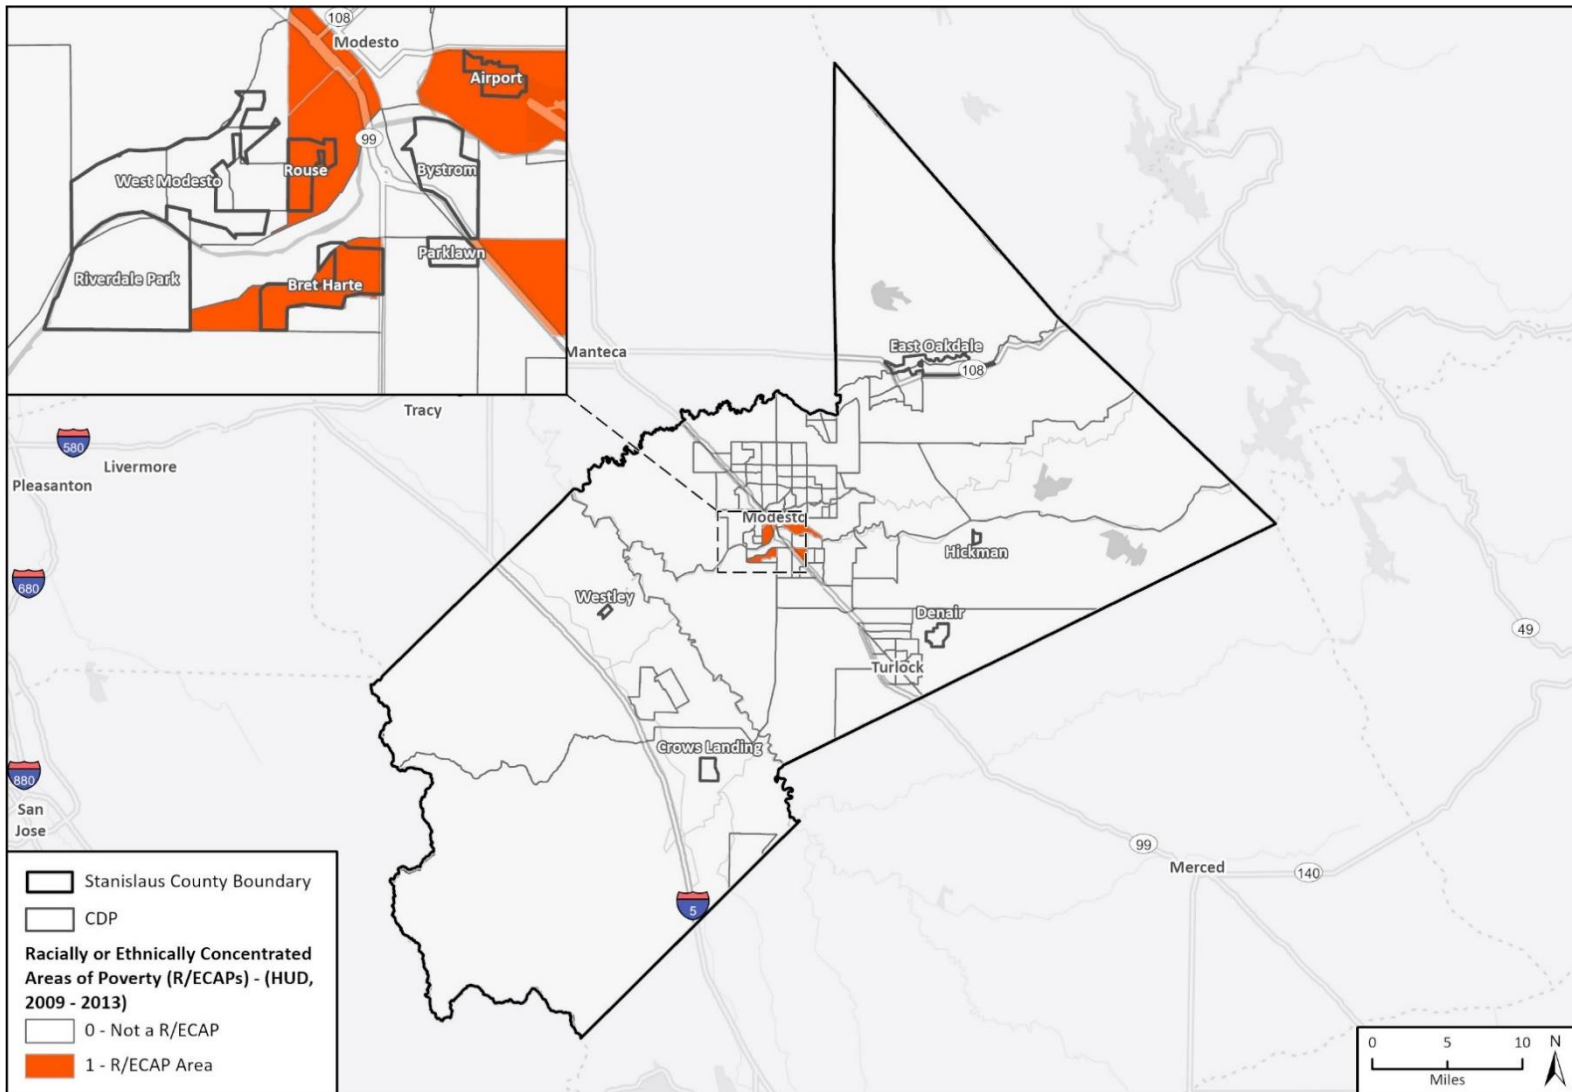 108
Modesto
Airport
99
West Modesto
Rouse
Bystrom
Parklawn
Riverdale Park
Bret Harte
Manteca
East Oakdale
108
Tracy
580
Livermore
Pleasanton
Modesto
Hickman
680
Westley
Denair
49
Turlock
Crows Landing
880
San
Jose
99
Merced
140
5
Stanislaus County Boundary
CDP
Racially or Ethnically Concentrated
Areas of Poverty (R/ECAPs) - (HUD,
2009 - 2013)
0 - Not a R/ECAP
1 - R/ECAP Area
0 5 10
Miles
N